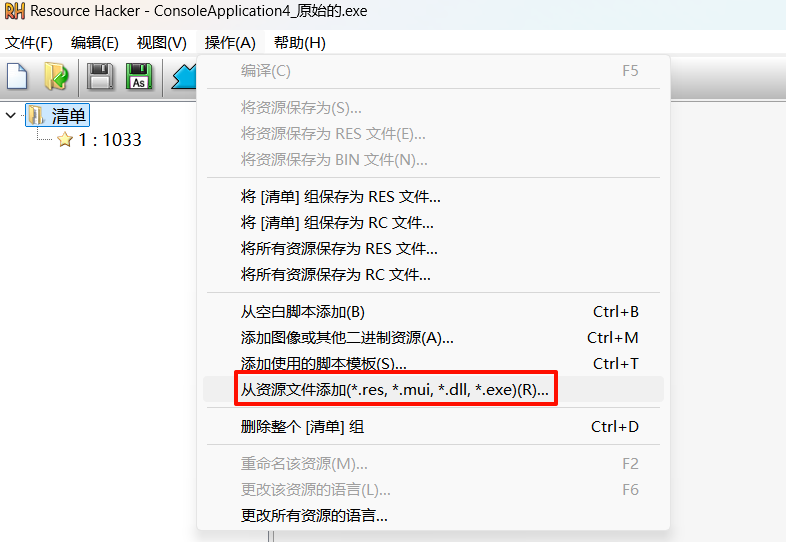 Resource Hacker - ConsoleApplication4_原始的.exe
文件(F) 编辑(E) 视图(V) 操作(A) 帮助(H)
As
清单
1 : 1033
编译(C) F5
将资源保存为(S)...
将资源保存为 RES 文件(E)...
将资源保存为 BIN 文件(N)...
将 [清单] 组保存为 RES 文件...
将 [清单] 组保存为 RC 文件...
将所有资源保存为 RES 文件...
将所有资源保存为 RC 文件...
从空白脚本添加(B) Ctrl+B
添加图像或其他二进制资源(A)... Ctrl+M
添加使用的脚本模板(S)... Ctrl+T
从资源文件添加(*.res, *.mui, *.dll, *.exe)(R)...
删除整个 [清单] 组 Ctrl+D
重命名该资源(M)... F2
更改该资源的语言(L)... F6
更改所有资源的语言...